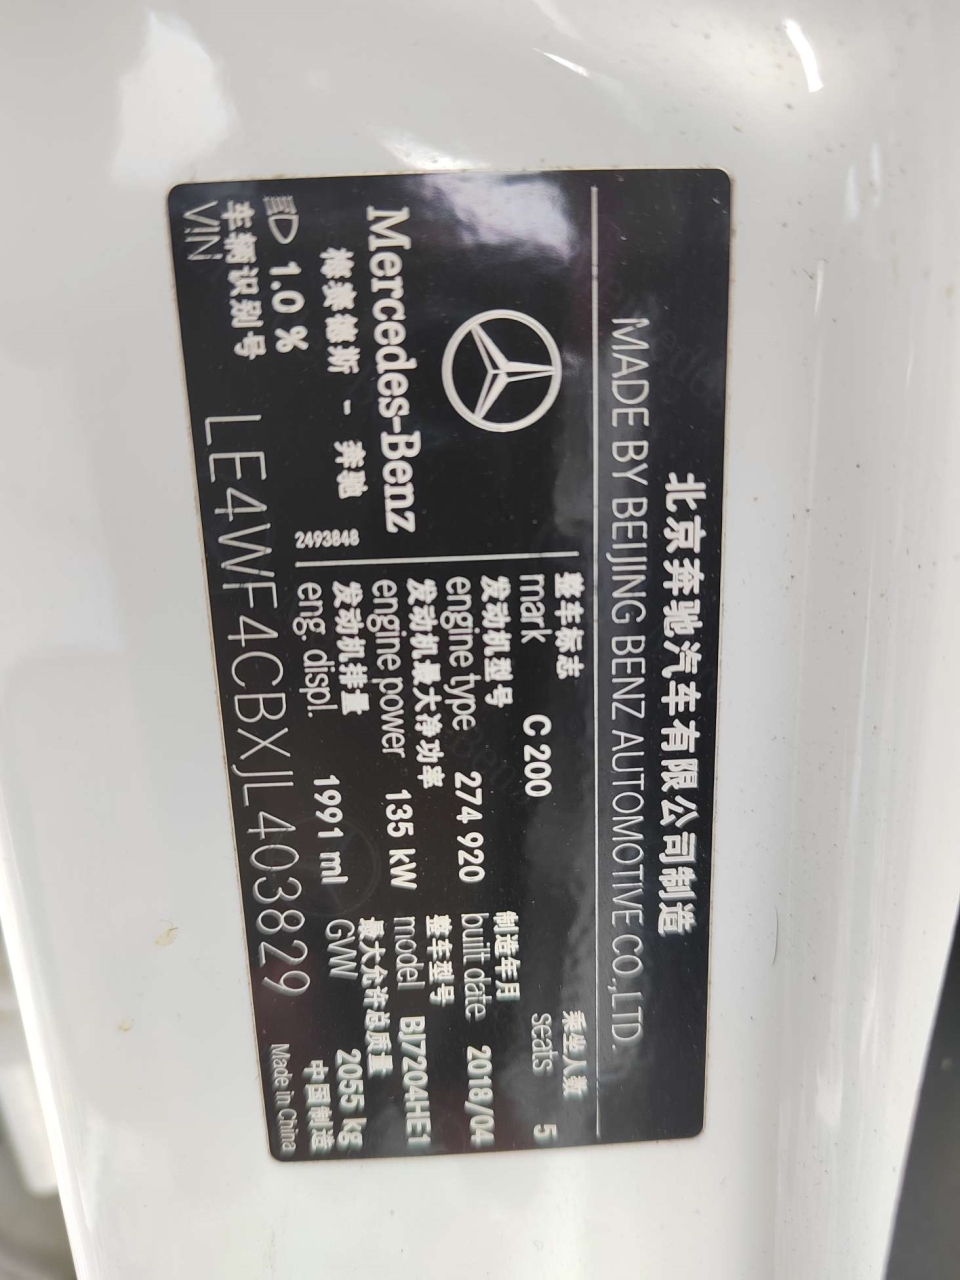 北京奔驰汽车有限公司制造
MADE BY BEIJING BENZ AUTOMOTIVE CO.,LTD.
Mercedes-Benz
梅赛德斯 - 奔驰
2493848
1.0 %
整车标志
mark C 200
乘坐人数
seats 5
发动机型号
engine type 274 920
制造年月
built date 2018/04
发动机最大净功率
engine power 135 kW
整车型号
model BJ7204HE1
发动机排量
eng. displ. 1991 ml
最大允许总质量
GVW 2055 kg
车辆识别号
VIN LE4WF4CBXJL403829
中国制造
Made in China